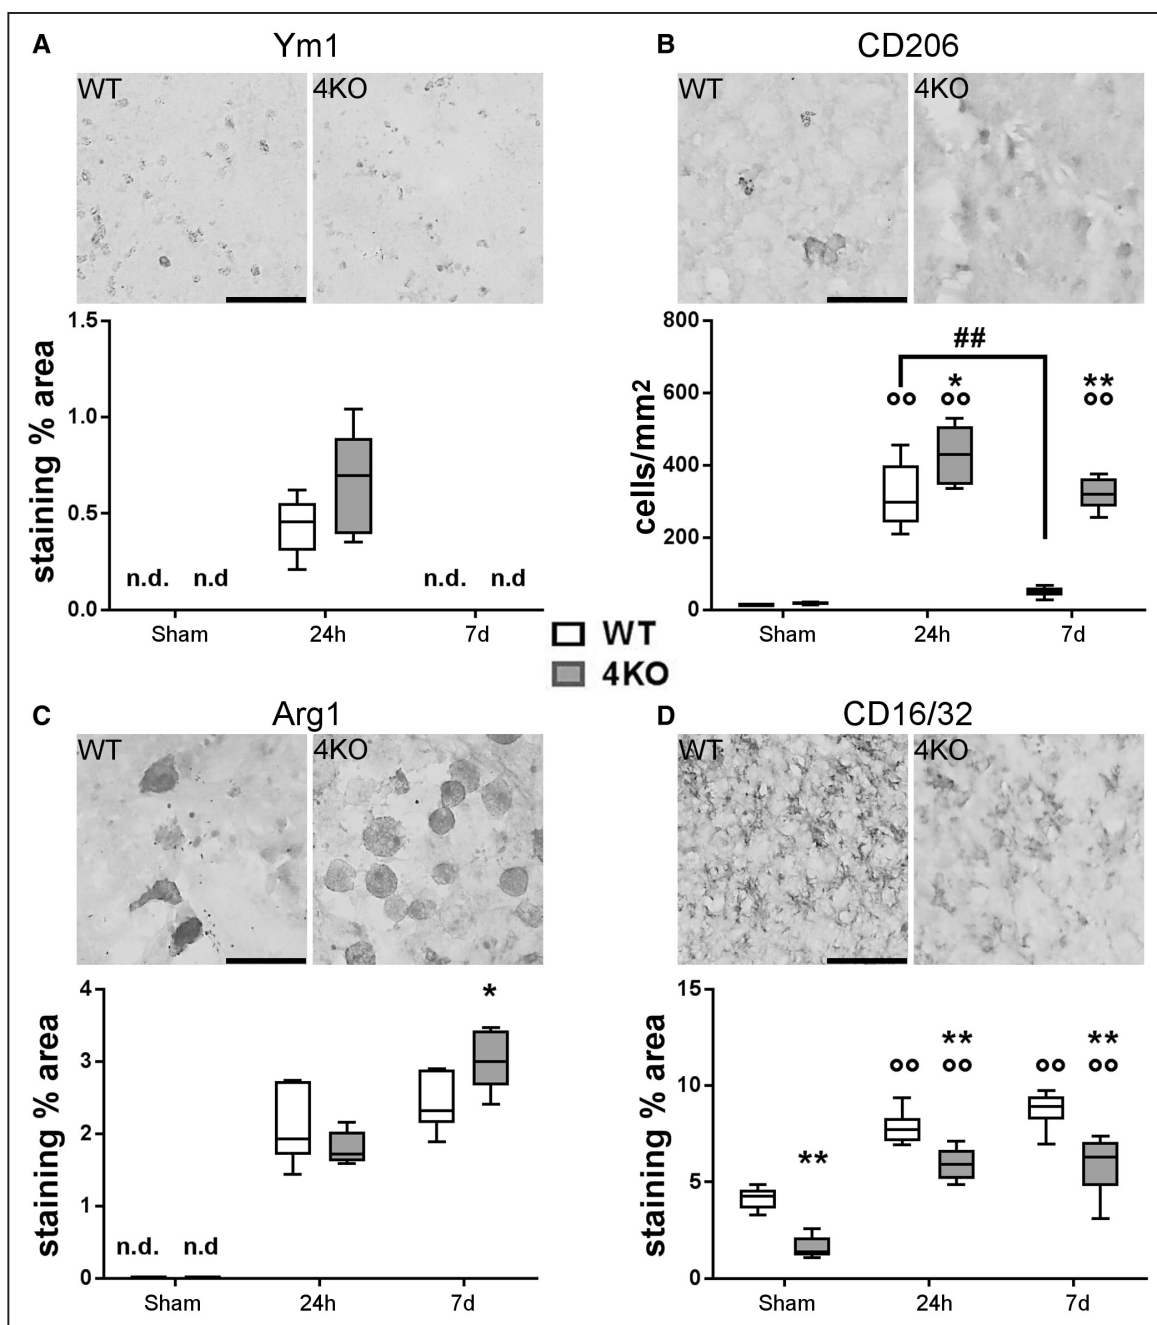 A
Ym1
WT
4KO
staining % area
1.5
1.0
0.5
0.0
n.d.
n.d
n.d.
n.d
Sham
24h
7d
B
CD206
WT
4KO
cells/mm²
800
600
400
200
0
##
*
**
°° °° °°
Sham
24h
7d
WT
4KO
C
Arg1
WT
4KO
staining % area
4
3
2
1
0
*
n.d.
n.d
Sham
24h
7d
D
CD16/32
WT
4KO
staining % area
15
10
5
0
** **
°° °° °° °°
**
Sham
24h
7d